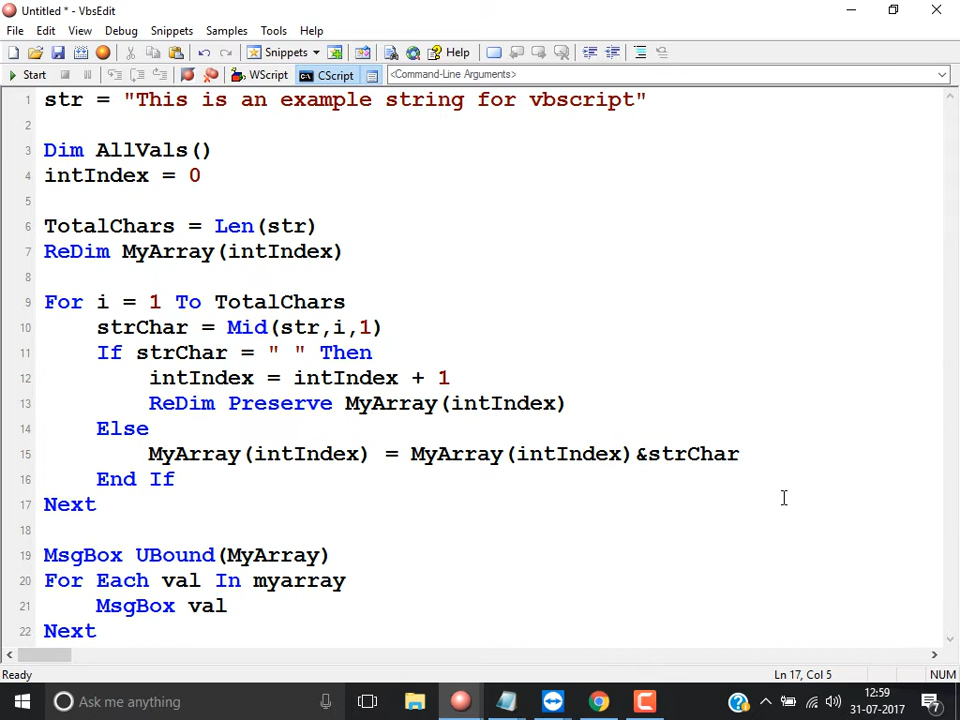 Untitled * - VbsEdit
File Edit View Debug Snippets Samples Tools Help
Snippets Help
Start WScript CScript <Command-Line Arguments>
1 str = "This is an example string for vbscript"
2
3 Dim AllVals()
4 intIndex = 0
5
6 TotalChars = Len(str)
7 ReDim MyArray(intIndex)
8
9 For i = 1 To TotalChars
10 strChar = Mid(str,i,1)
11 If strChar = " " Then
12 intIndex = intIndex + 1
13 ReDim Preserve MyArray(intIndex)
14 Else
15 MyArray(intIndex) = MyArray(intIndex)&strChar
16 End If
17 Next
18
19 MsgBox UBound(MyArray)
20 For Each val In myarray
21 MsgBox val
22 Next
Ready Ln 17, Col 5 NUM
Ask me anything 12:59
31-07-2017 7